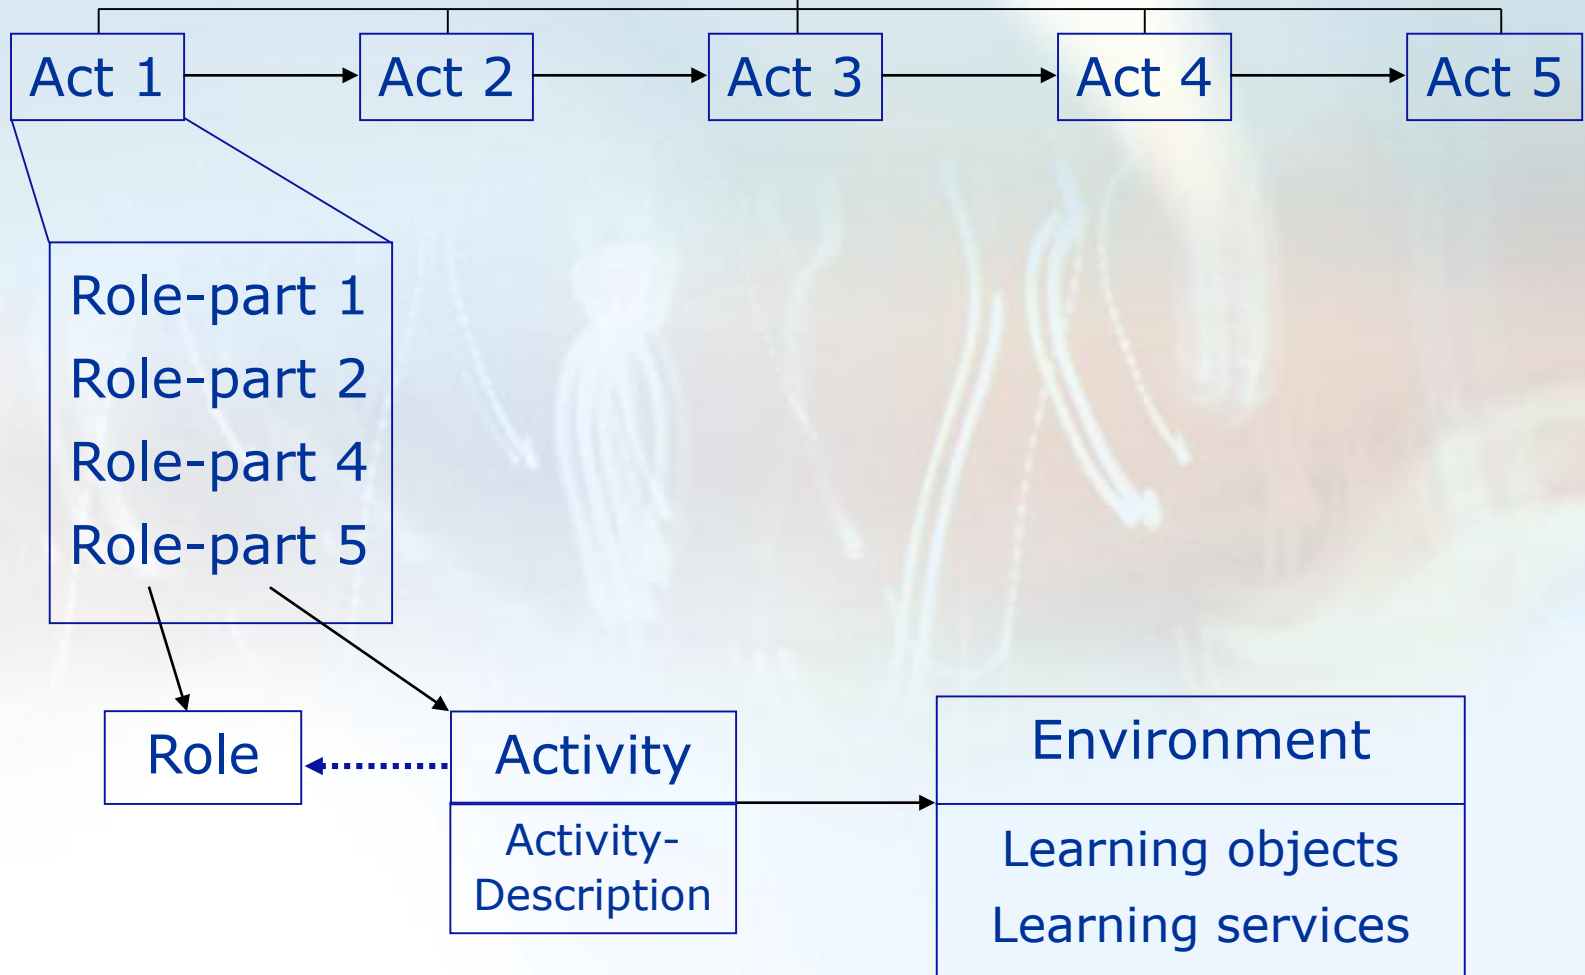 Act 1
Act 2
Act 3
Act 4
Act 5
Role-part 1
Role-part 2
Role-part 4
Role-part 5
Role
Activity
Activity-
Description
Environment
Learning objects
Learning services